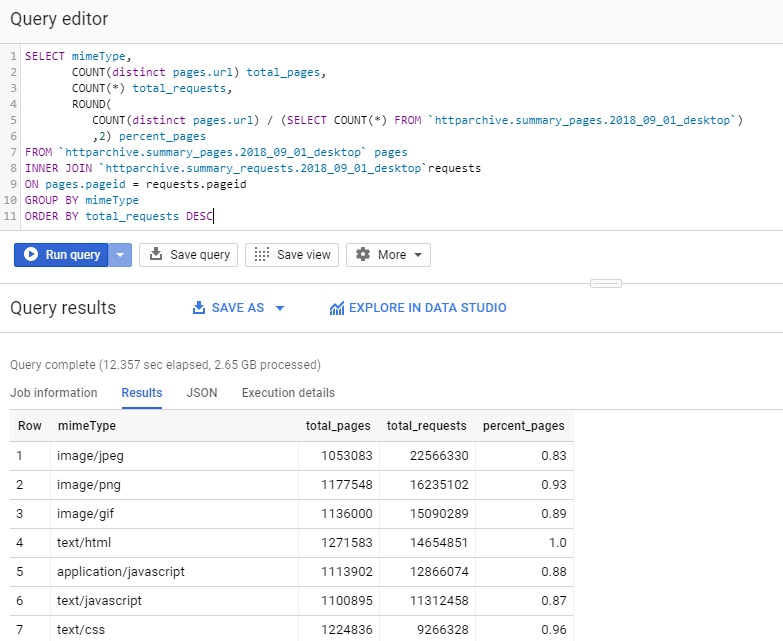 Query editor
1 SELECT mimeType,
2 COUNT(distinct pages.url) total_pages,
3 COUNT(*) total_requests,
4 ROUND(
5 COUNT(distinct pages.url) / (SELECT COUNT(*) FROM `httparchive.summary_pages.2018_09_01_desktop`)
6 ,2) percent_pages
7 FROM `httparchive.summary_pages.2018_09_01_desktop` pages
8 INNER JOIN `httparchive.summary_requests.2018_09_01_desktop`requests
9 ON pages.pageid = requests.pageid
10 GROUP BY mimeType
11 ORDER BY total_requests DESC
Run query Save query Save view More
Query results SAVE AS EXPLORE IN DATA STUDIO
Query complete (12.357 sec elapsed, 2.65 GB processed)
Job information Results JSON Execution details
Row mimeType total_pages total_requests percent_pages
1 image/jpeg 1053083 22566330 0.83
2 image/png 1177548 16235102 0.93
3 image/gif 1136000 15090289 0.89
4 text/html 1271583 14654851 1.0
5 application/javascript 1113902 12866074 0.88
6 text/javascript 1100895 11312458 0.87
7 text/css 1224836 9266328 0.96